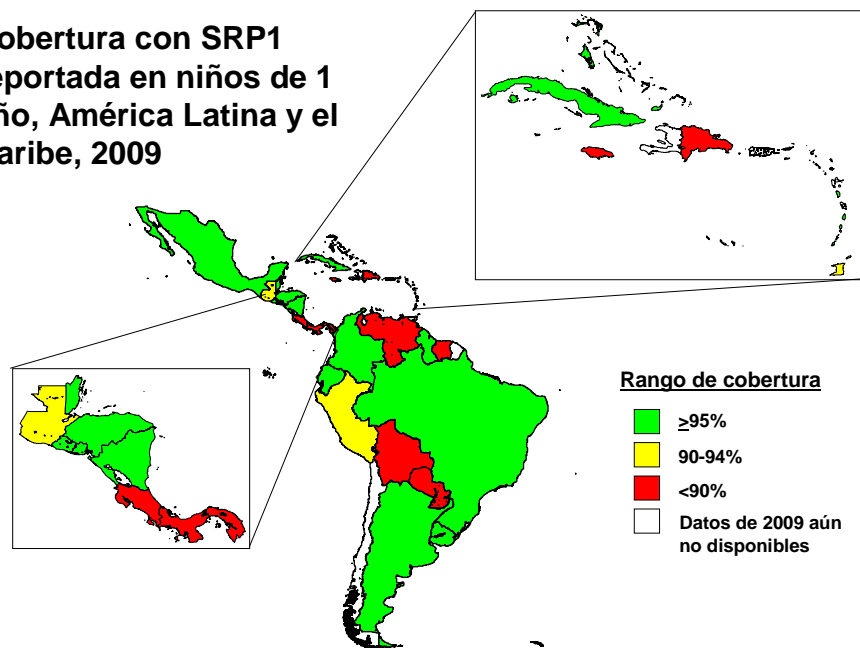 obertura con SRP1
eportada en niños de 1
ño, América Latina y el
aribe, 2009
Rango de cobertura
≥95%
90-94%
<90%
Datos de 2009 aún
no disponibles